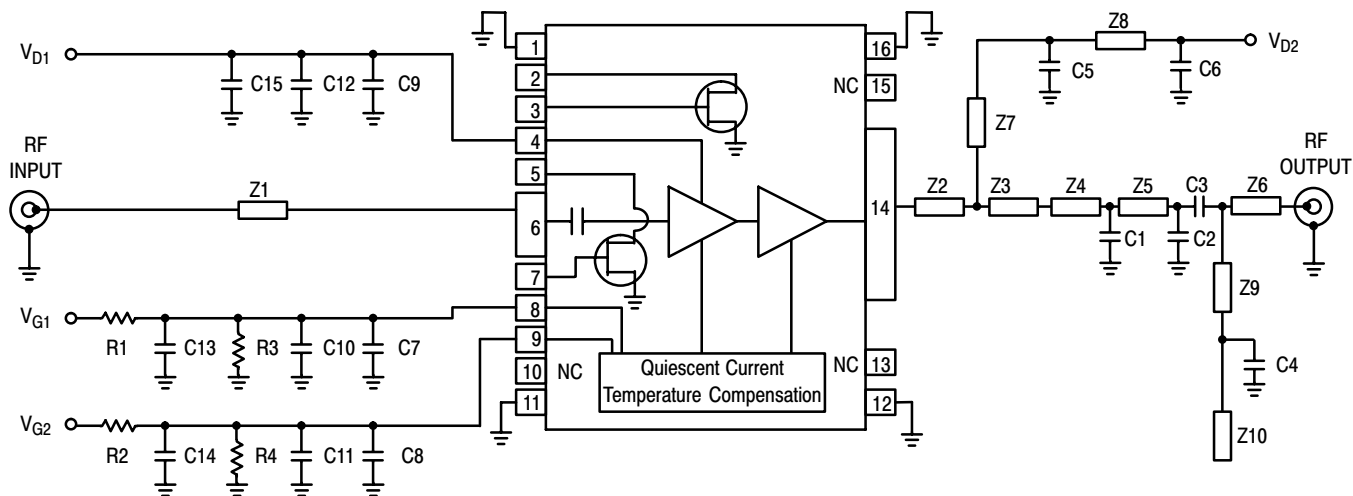 VD1
C15
C12
C9
RF
INPUT
Z1
VG1
R1
C13
R3
C10
C7
VG2
R2
C14
R4
C11
C8
1
2
3
4
5
6
7
8
9
10
NC
11
Quiescent Current
Temperature Compensation
16
NC
15
14
NC
13
12
Z8
VD2
C5
C6
Z7
RF
OUTPUT
Z2
Z3
Z4
Z5
C3
Z6
C1
C2
Z9
C4
Z10